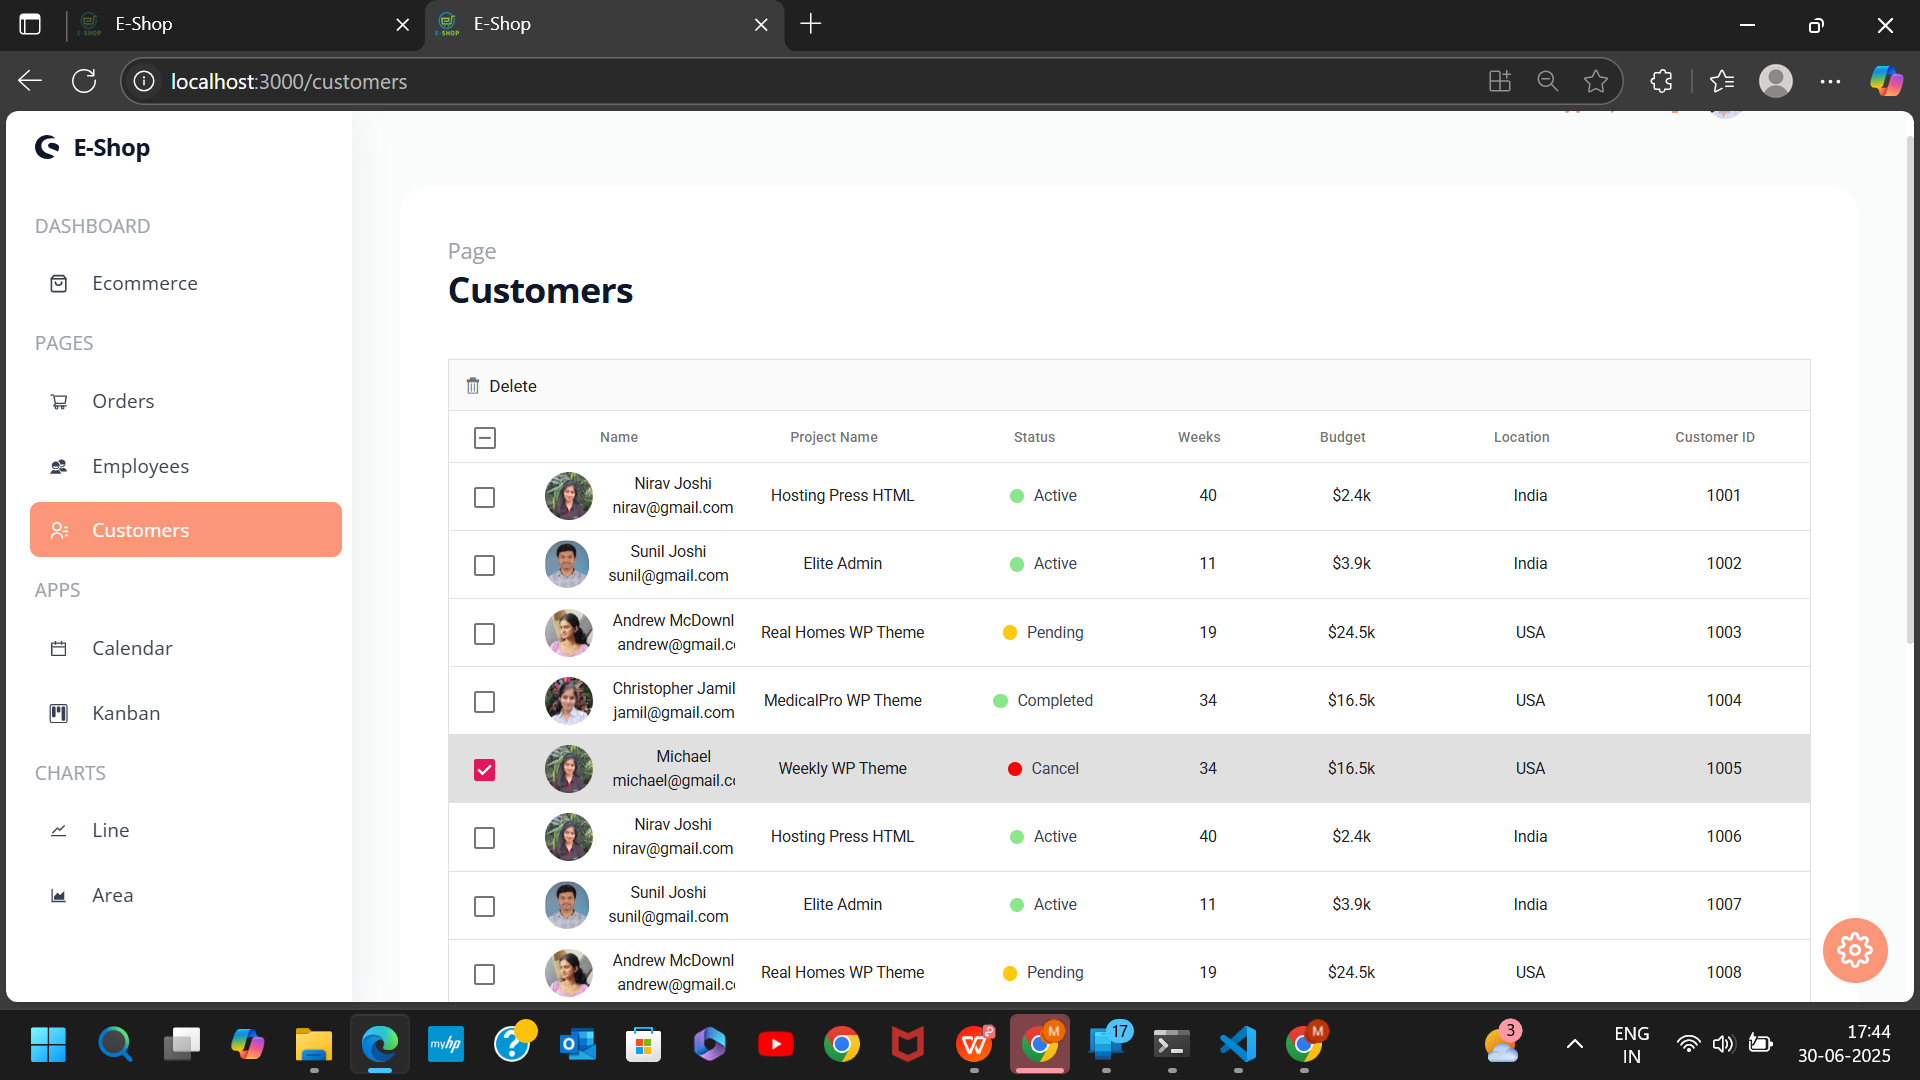 E-Shop
E-Shop
localhost:3000/customers
E-Shop
DASHBOARD
Ecommerce
PAGES
Orders
Employees
Customers
APPS
Calendar
Kanban
CHARTS
Line
Area
Page
Customers
Delete
Name Project Name Status Weeks Budget Location Customer ID
Nirav Joshi
nirav@gmail.com
Hosting Press HTML Active 40 $2.4k India 1001
Sunil Joshi
sunil@gmail.com
Elite Admin Active 11 $3.9k India 1002
Andrew McDownl
andrew@gmail.c
Real Homes WP Theme Pending 19 $24.5k USA 1003
Christopher Jamil
jamil@gmail.com
MedicalPro WP Theme Completed 34 $16.5k USA 1004
Michael
michael@gmail.c
Weekly WP Theme Cancel 34 $16.5k USA 1005
Nirav Joshi
nirav@gmail.com
Hosting Press HTML Active 40 $2.4k India 1006
Sunil Joshi
sunil@gmail.com
Elite Admin Active 11 $3.9k India 1007
Andrew McDownl
andrew@gmail.c
Real Homes WP Theme Pending 19 $24.5k USA 1008
myhp
M
17
M
3
ENG
IN
17:44
30-06-2025